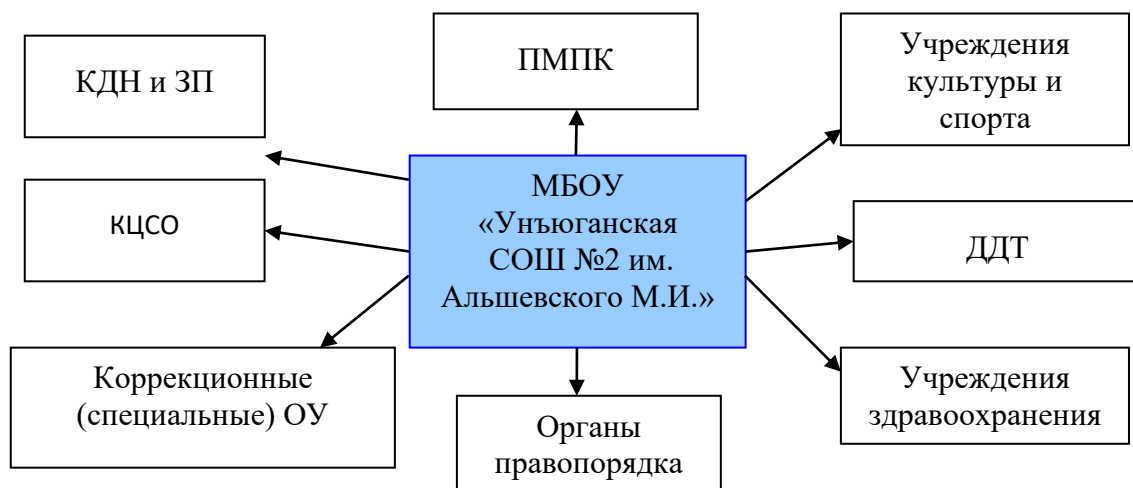 КДН и ЗП
ПМПК
Учреждения
культуры и
спорта
КЦСО
МБОУ
«Унъюганская
СОШ №2 им.
Альшевского М.И.»
ДДТ
Коррекционные
(специальные) ОУ
Органы
правопорядка
Учреждения
здравоохранения